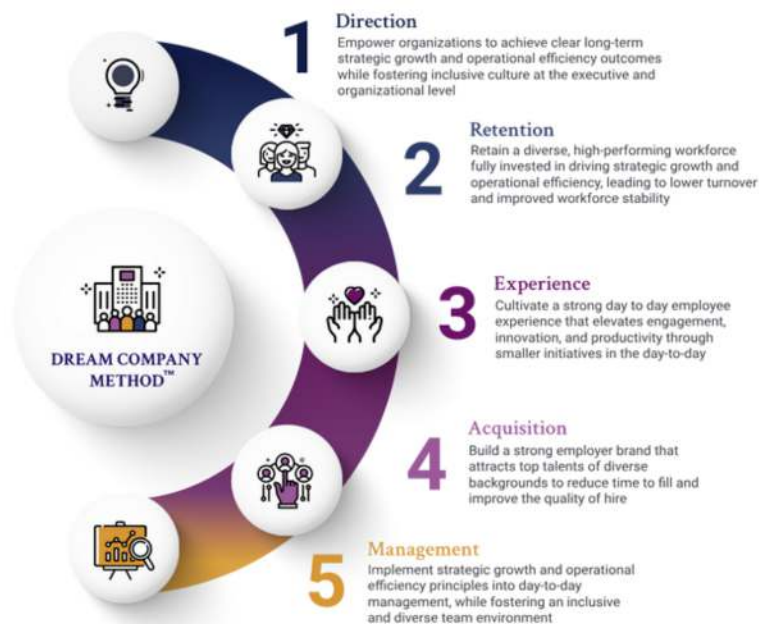 1
Direction
Empower organizations to achieve clear long-term
strategic growth and operational efficiency outcomes
while fostering inclusive culture at the executive and
organizational level
2
Retention
Retain a diverse, high-performing workforce
fully invested in driving strategic growth and
operational efficiency, leading to lower turnover
and improved workforce stability
DREAM COMPANY
METHOD™
3
Experience
Cultivate a strong day to day employee
experience that elevates engagement,
innovation, and productivity through
smaller initiatives in the day-to-day
4
Acquisition
Build a strong employer brand that
attracts top talents of diverse
backgrounds to reduce time to fill and
improve the quality of hire
5
Management
Implement strategic growth and operational
efficiency principles into day-to-day
management, while fostering an inclusive
and diverse team environment